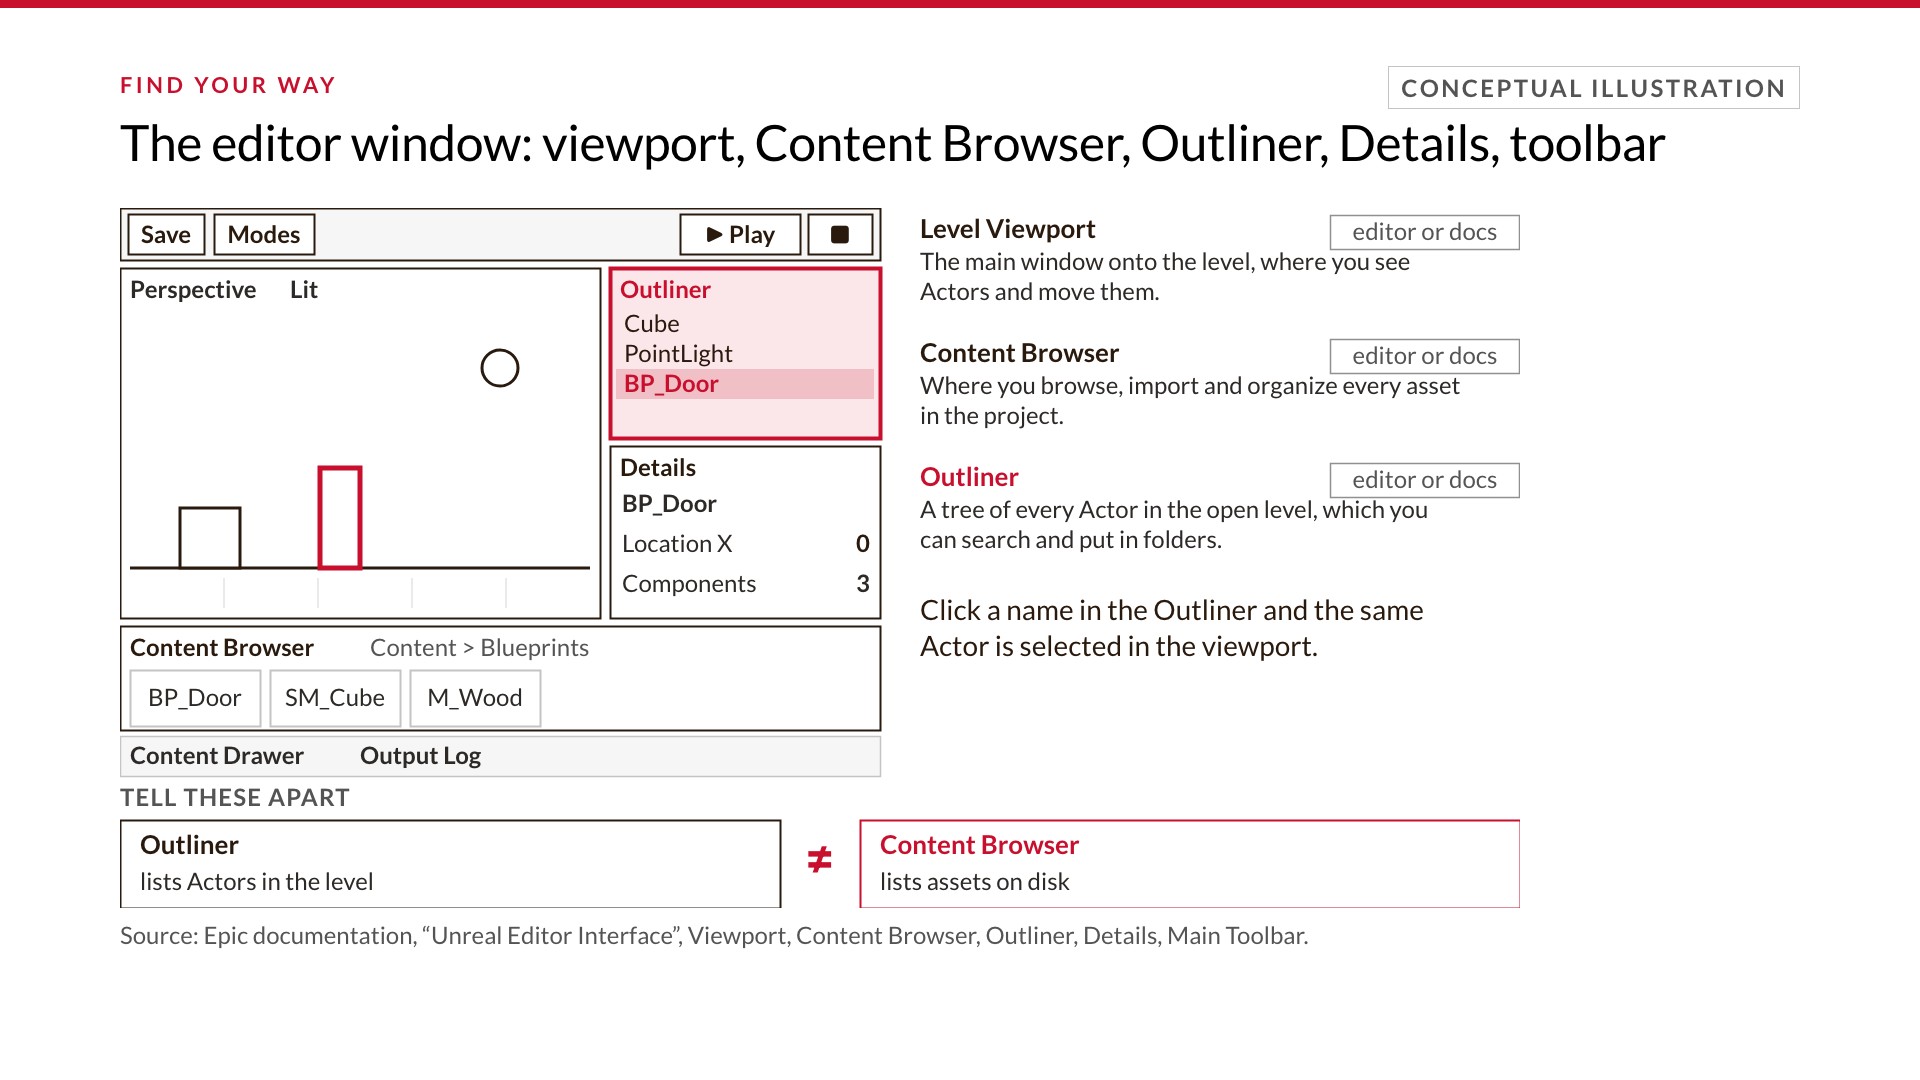 FIND YOUR WAY
CONCEPTUAL ILLUSTRATION
The editor window: viewport, Content Browser, Outliner, Details, toolbar
Save
Modes
Play
Perspective
Lit
Outliner
Cube
PointLight
BP_Door
Details
BP_Door
Location X 0
Components 3
Content Browser
Content > Blueprints
BP_Door
SM_Cube
M_Wood
Content Drawer
Output Log
Level Viewport
editor or docs
The main window onto the level, where you see
Actors and move them.
Content Browser
editor or docs
Where you browse, import and organize every asset
in the project.
Outliner
editor or docs
A tree of every Actor in the open level, which you
can search and put in folders.
Click a name in the Outliner and the same
Actor is selected in the viewport.
TELL THESE APART
Outliner
lists Actors in the level
≠
Content Browser
lists assets on disk
Source: Epic documentation, “Unreal Editor Interface”, Viewport, Content Browser, Outliner, Details, Main Toolbar.